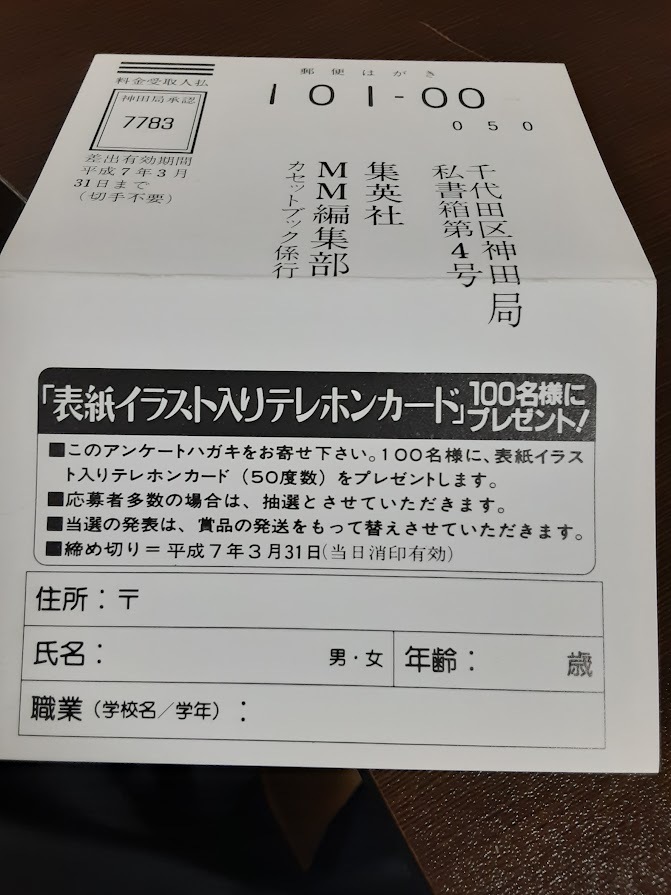 郵便はがき
料金受取人払
神田局承認
7783
差出有効期間
平成7年3月
31日まで
(切手不要)
101-00
050
千代田区神田局
私書箱第4号
集英社
MM編集部
カセットブック係行
「表紙イラスト入りテレホンカード」100名様に
プレゼント!
■このアンケートハガキをお寄せ下さい。100名様に、表紙イラス
ト入りテレホンカード(50度数)をプレゼントします。
■応募者多数の場合は、抽選とさせていただきます。
■当選の発表は、賞品の発送をもって替えさせていただきます。
■締め切り=平成7年3月31日(当日消印有効)
住所:〒
氏名: 男・女 年齢: 歳
職業(学校名/学年):